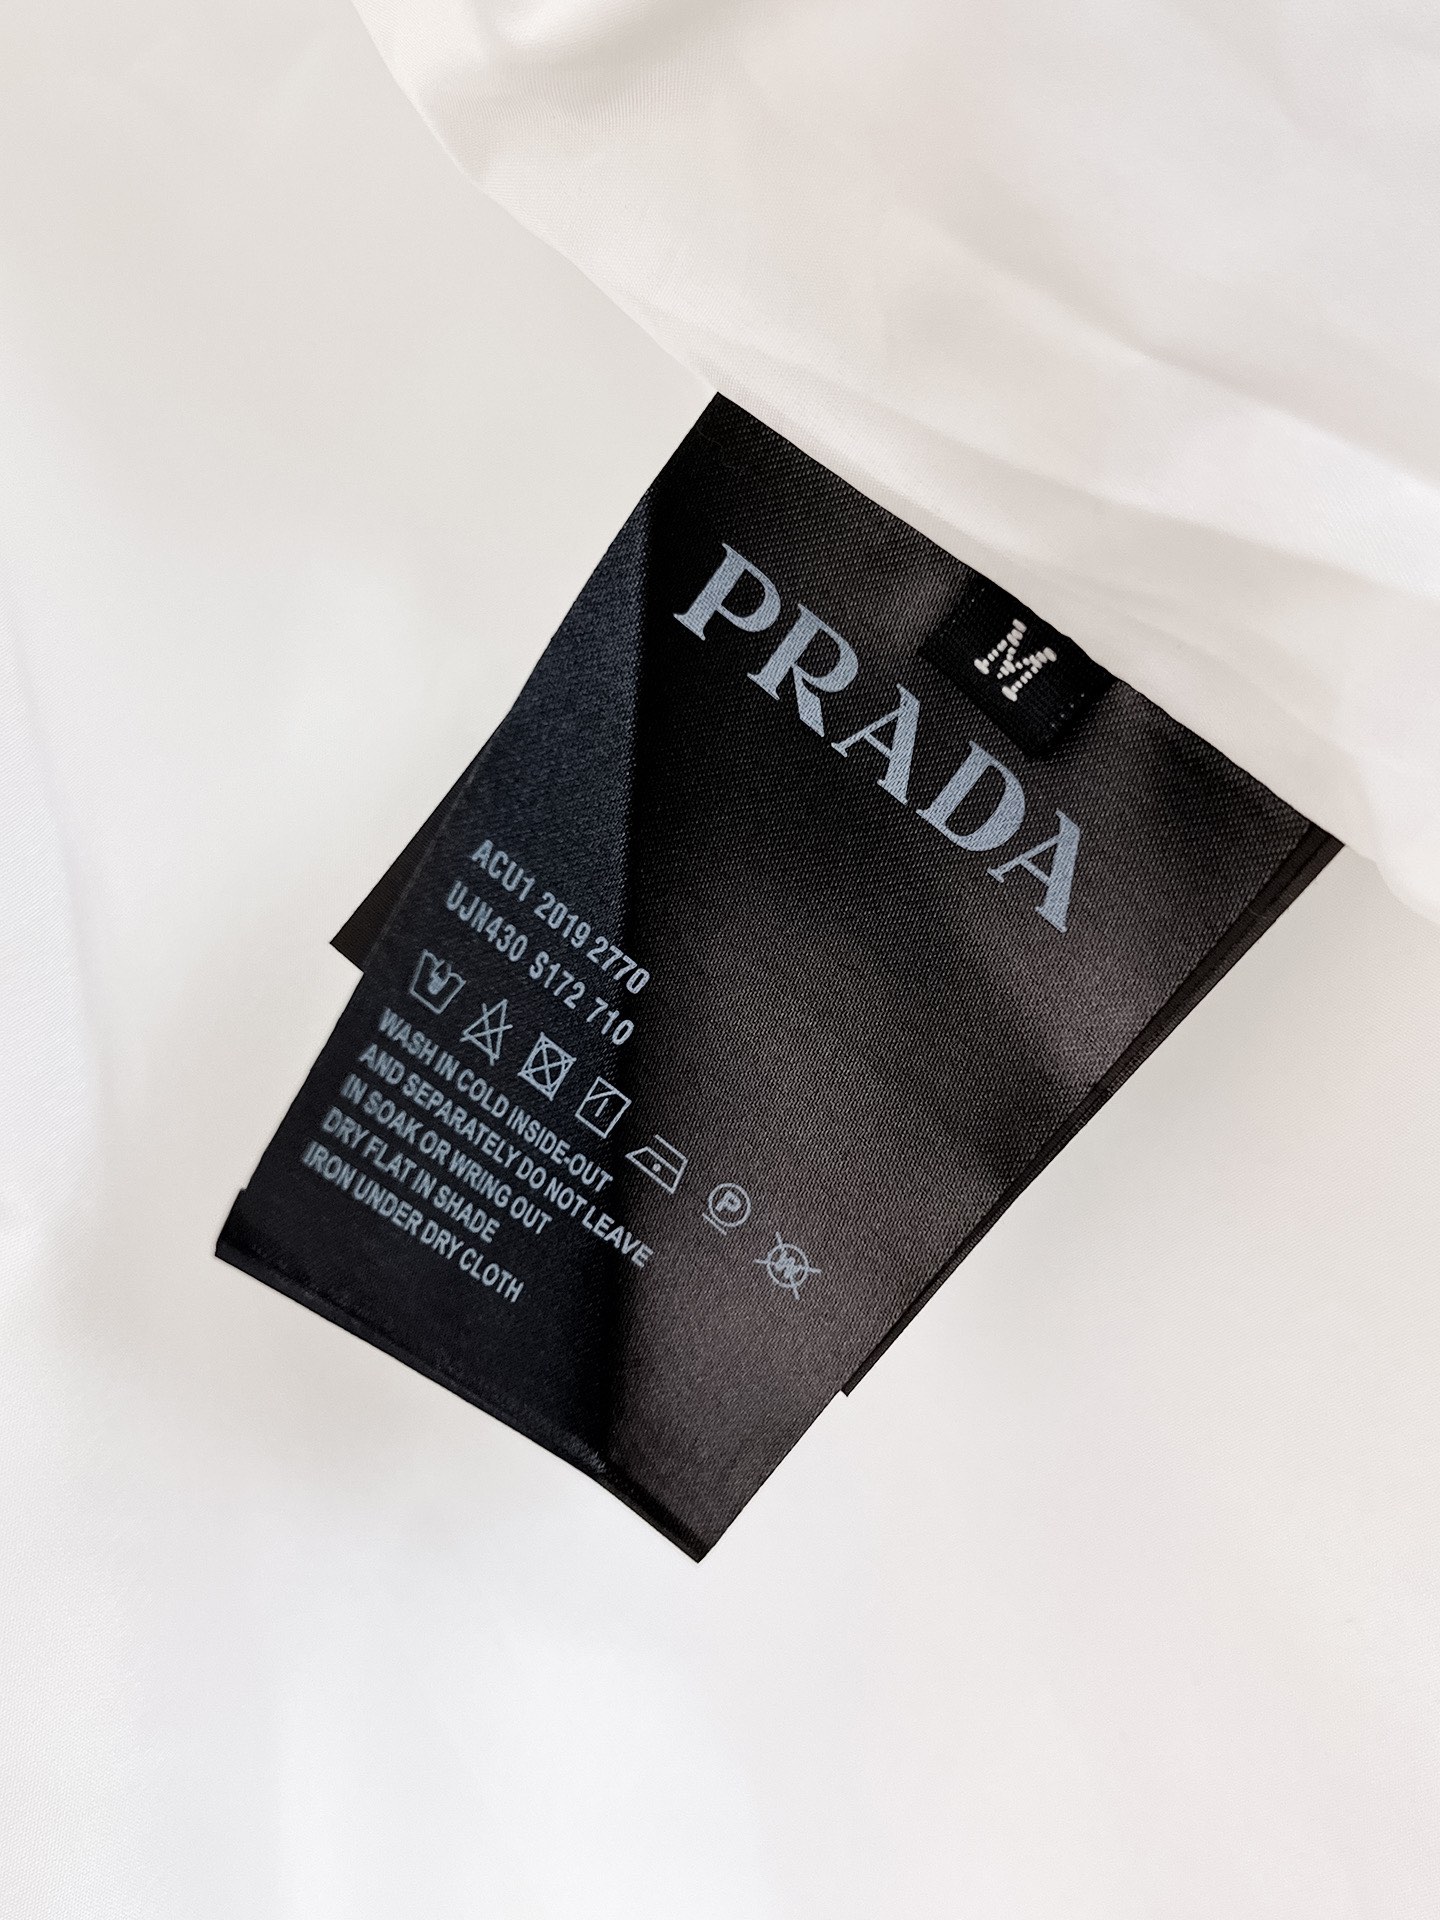 M
PRADA
ACU1 2019 2770
UJN430 S172 710
P
W
WASH IN COLD INSIDE-OUT
AND SEPARATELY DO NOT LEAVE
IN SOAK OR WRING OUT
DRY FLAT IN SHADE
IRON UNDER DRY CLOTH